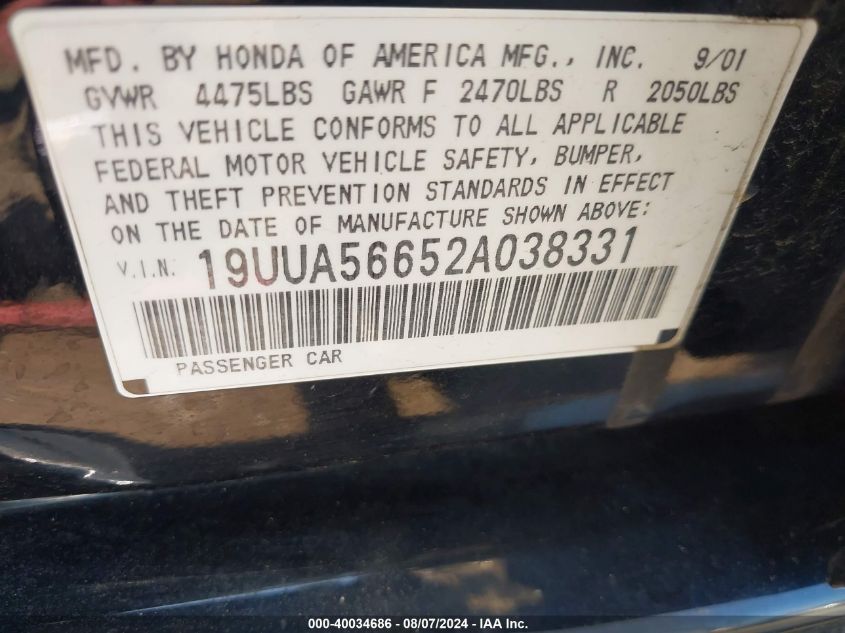 MFD. BY HONDA OF AMERICA MFG., INC. 9/01
GVWR 4475LBS GAWR F 2470LBS R 2050LBS
THIS VEHICLE CONFORMS TO ALL APPLICABLE
FEDERAL MOTOR VEHICLE SAFETY, BUMPER,
AND THEFT PREVENTION STANDARDS IN EFFECT
ON THE DATE OF MANUFACTURE SHOWN ABOVE:
V.I.N: 19UUA56652A038331
PASSENGER CAR
000-40034686 - 08/07/2024 - IAA Inc.